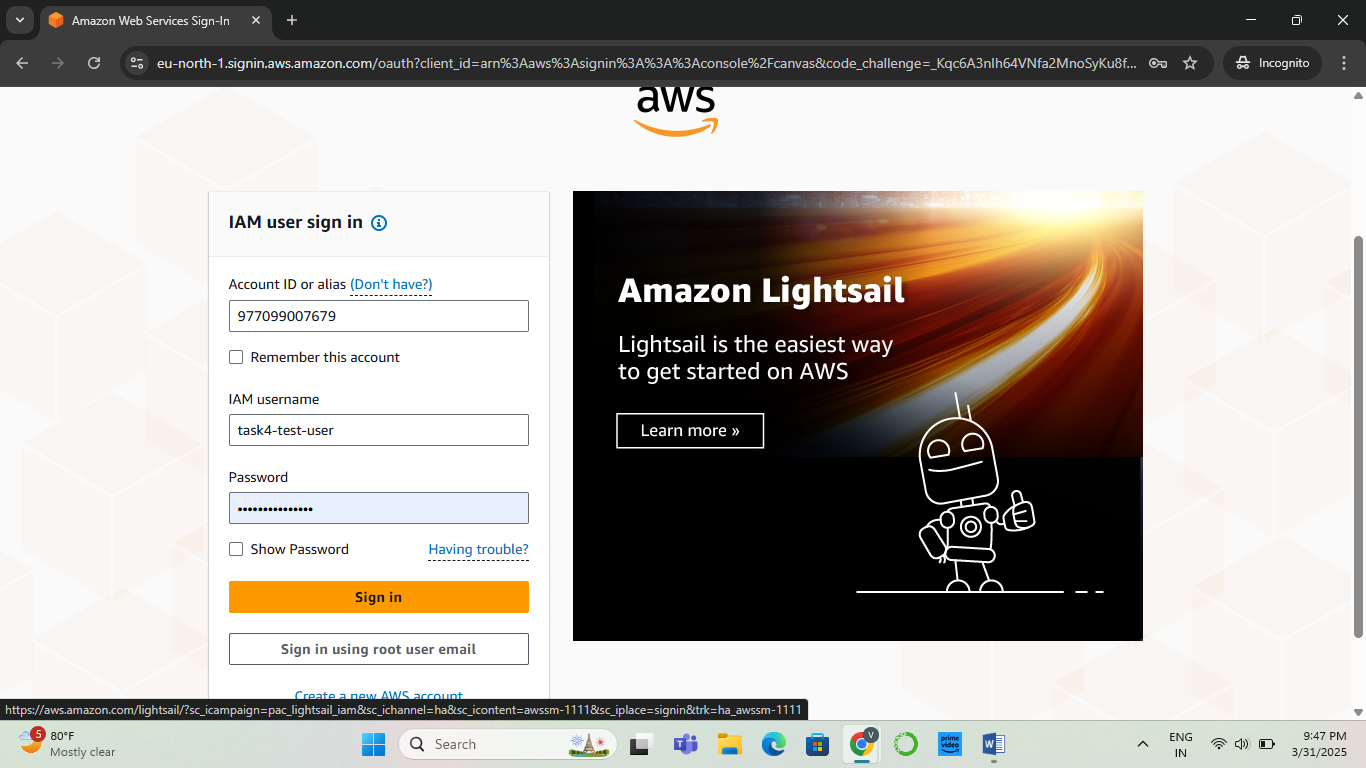 Amazon Web Services Sign-In
eu-north-1.signin.aws.amazon.com/oauth?client_id=arn%3Aaws%3Asignin%3A%3A%3Aconsole%2Fcanvas&code_challenge=_Kqc6A3nIh64VNfa2MnoSyKu8f...
Incognito
aws
IAM user sign in
Account ID or alias (Don't have?)
977099007679
Remember this account
IAM username
task4-test-user
Password
•••••••••••••••
Show Password
Having trouble?
Sign in
Sign in using root user email
Create a new AWS account
Amazon Lightsail
Lightsail is the easiest way
to get started on AWS
Learn more »
https://aws.amazon.com/lightsail/?sc_icampaign=pac_lightsail_iam&sc_ichannel=ha&sc_icontent=awssm-1111&sc_iplace=signin&trk=ha_awssm-1111
5
80°F
Mostly clear
Search
V
prime
video
W
ENG
IN
9:47 PM
3/31/2025